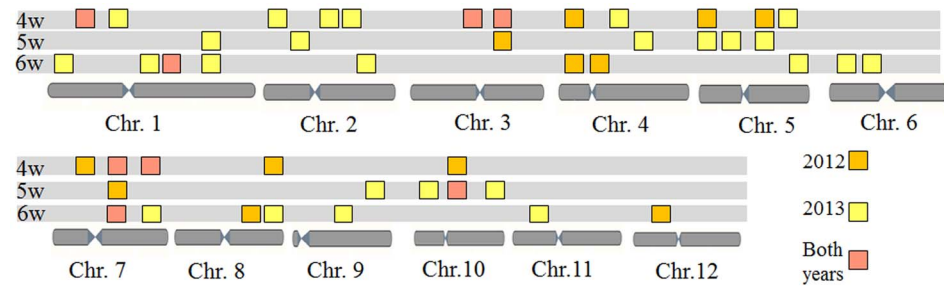 4w
5w
6w
Chr. 1 Chr. 2 Chr. 3 Chr. 4 Chr. 5 Chr. 6
4w
5w
6w
Chr. 7 Chr. 8 Chr. 9 Chr.10 Chr.11 Chr.12
2012
2013
Both
years